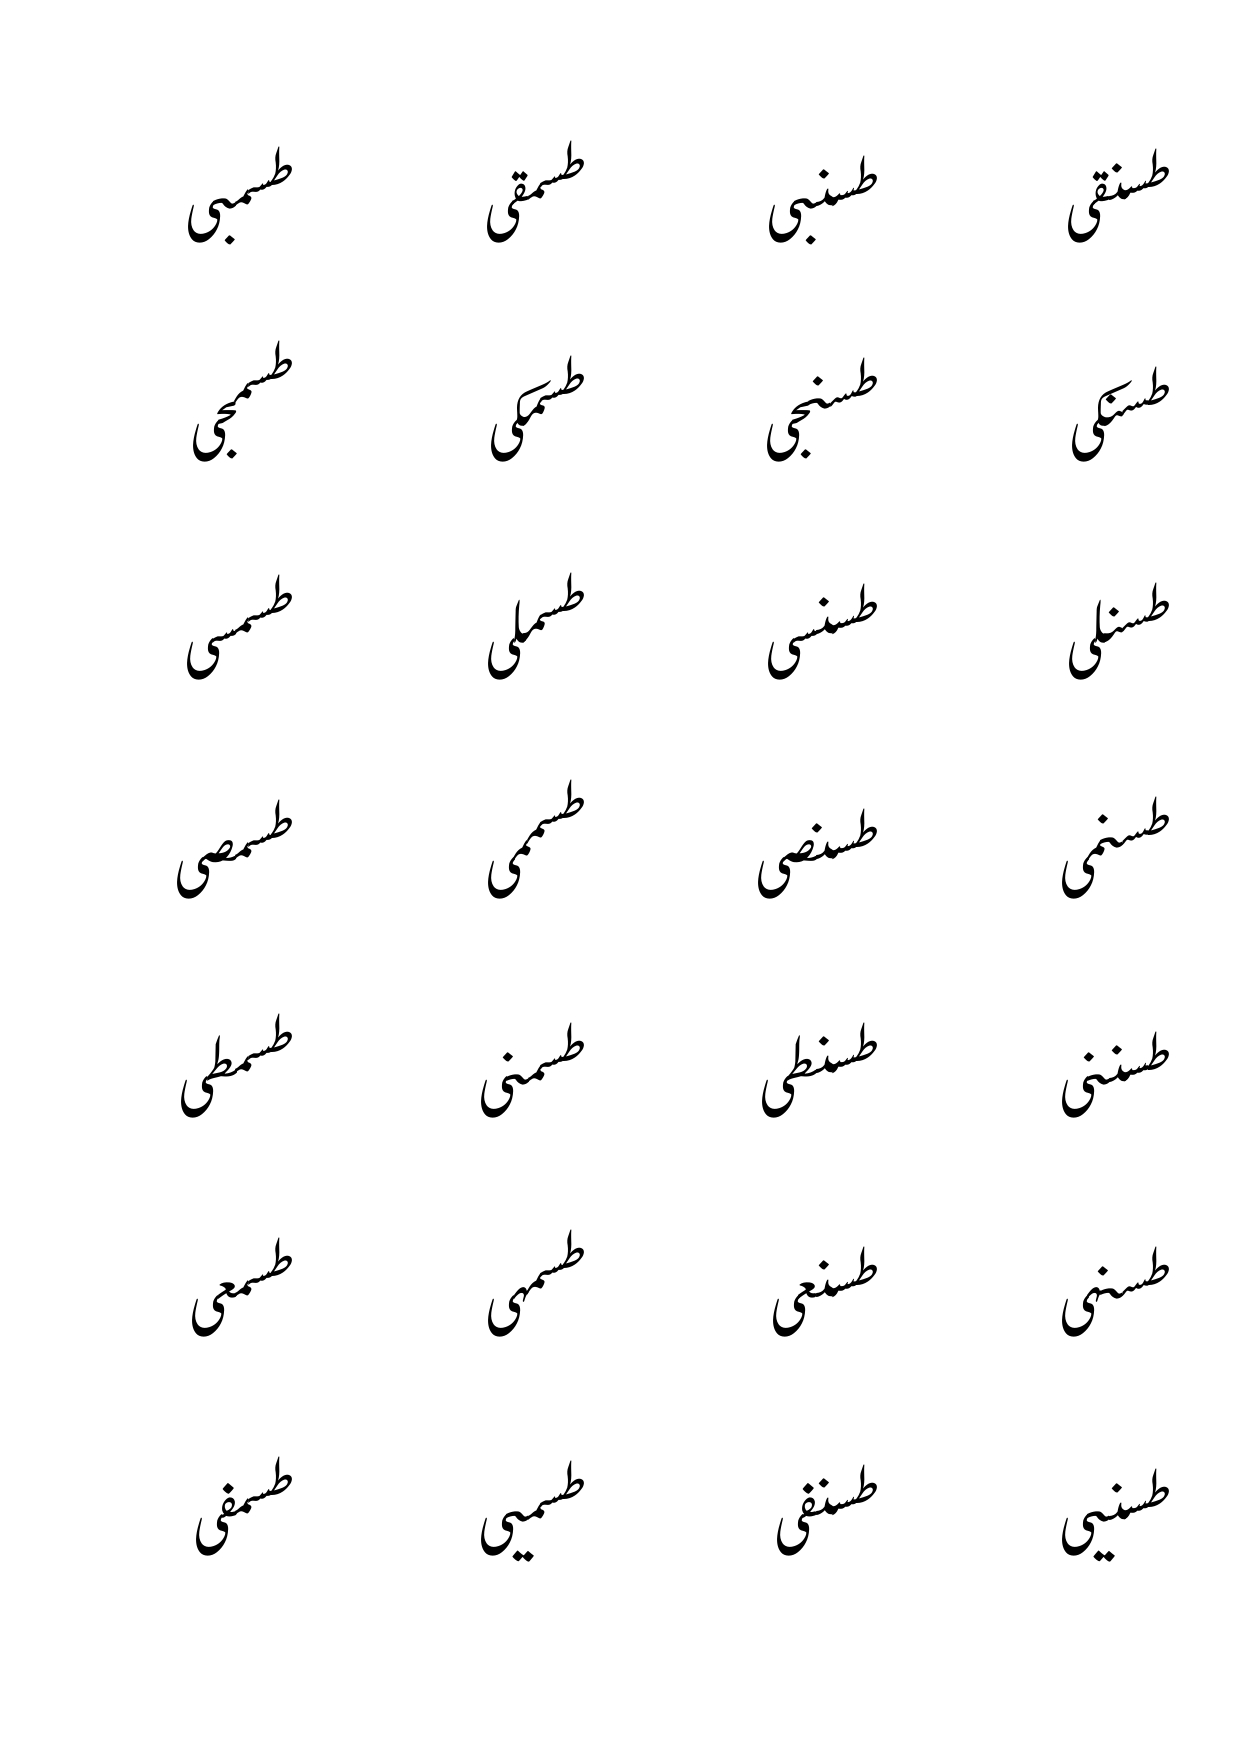 طسنقی طسنبی طسمقی طسمبی
طسنکی طسنجی طسمکی طسمجی
طسنلی طسنسی طسملی طسمسی
طسنمی طسنصی طسممی طسمصی
طسننی طسنطی طسمنی طسمطی
طسنہی طسنعی طسمہی طسمعی
طسنیی طسنفی طسمیی طسمفی